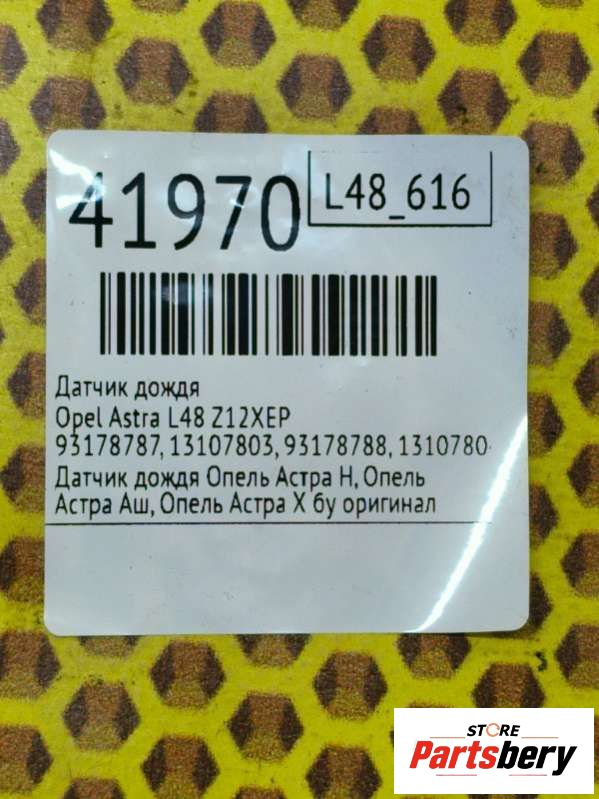 41970
L48_616
Датчик дождя
Opel Astra L48 Z12XEP
93178787, 13107803, 93178788, 1310780
Датчик дождя Опель Астра Н, Опель
Астра Аш, Опель Астра Х бу оригинал
STORE
Partsbery